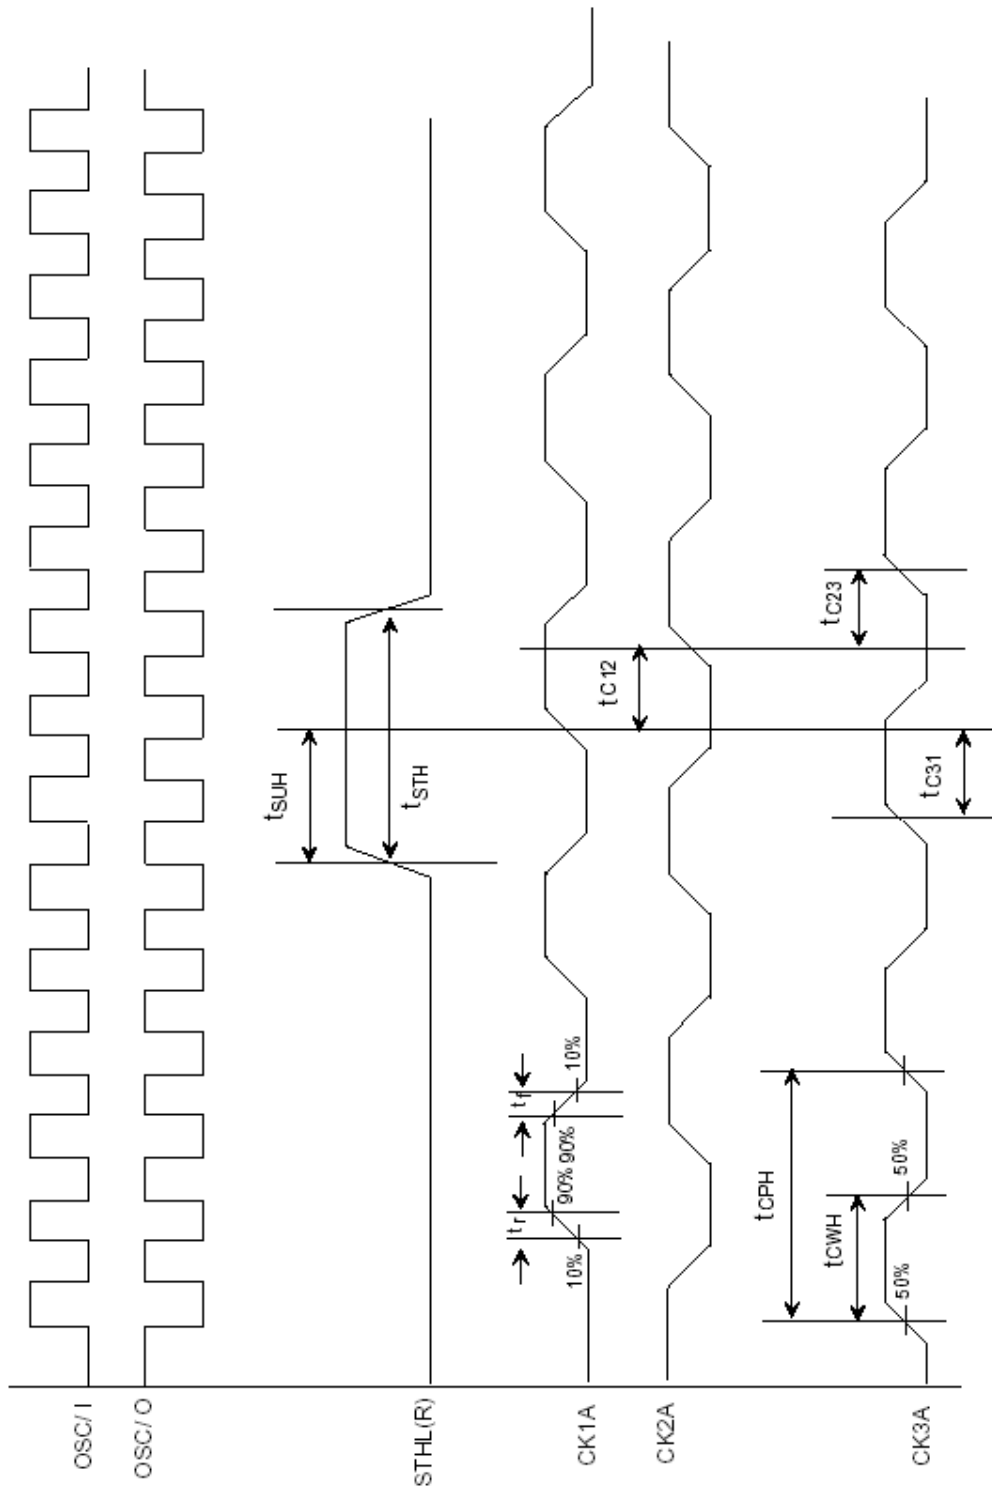 OSC/ I
OSC/ O
STHL(R)
tSUH
tSTH
CK1A
10%
tr
90%
90%
tf
10%
CK2A
tC12
CK3A
50%
tCWH
50%
tCPH
tC31
tC23